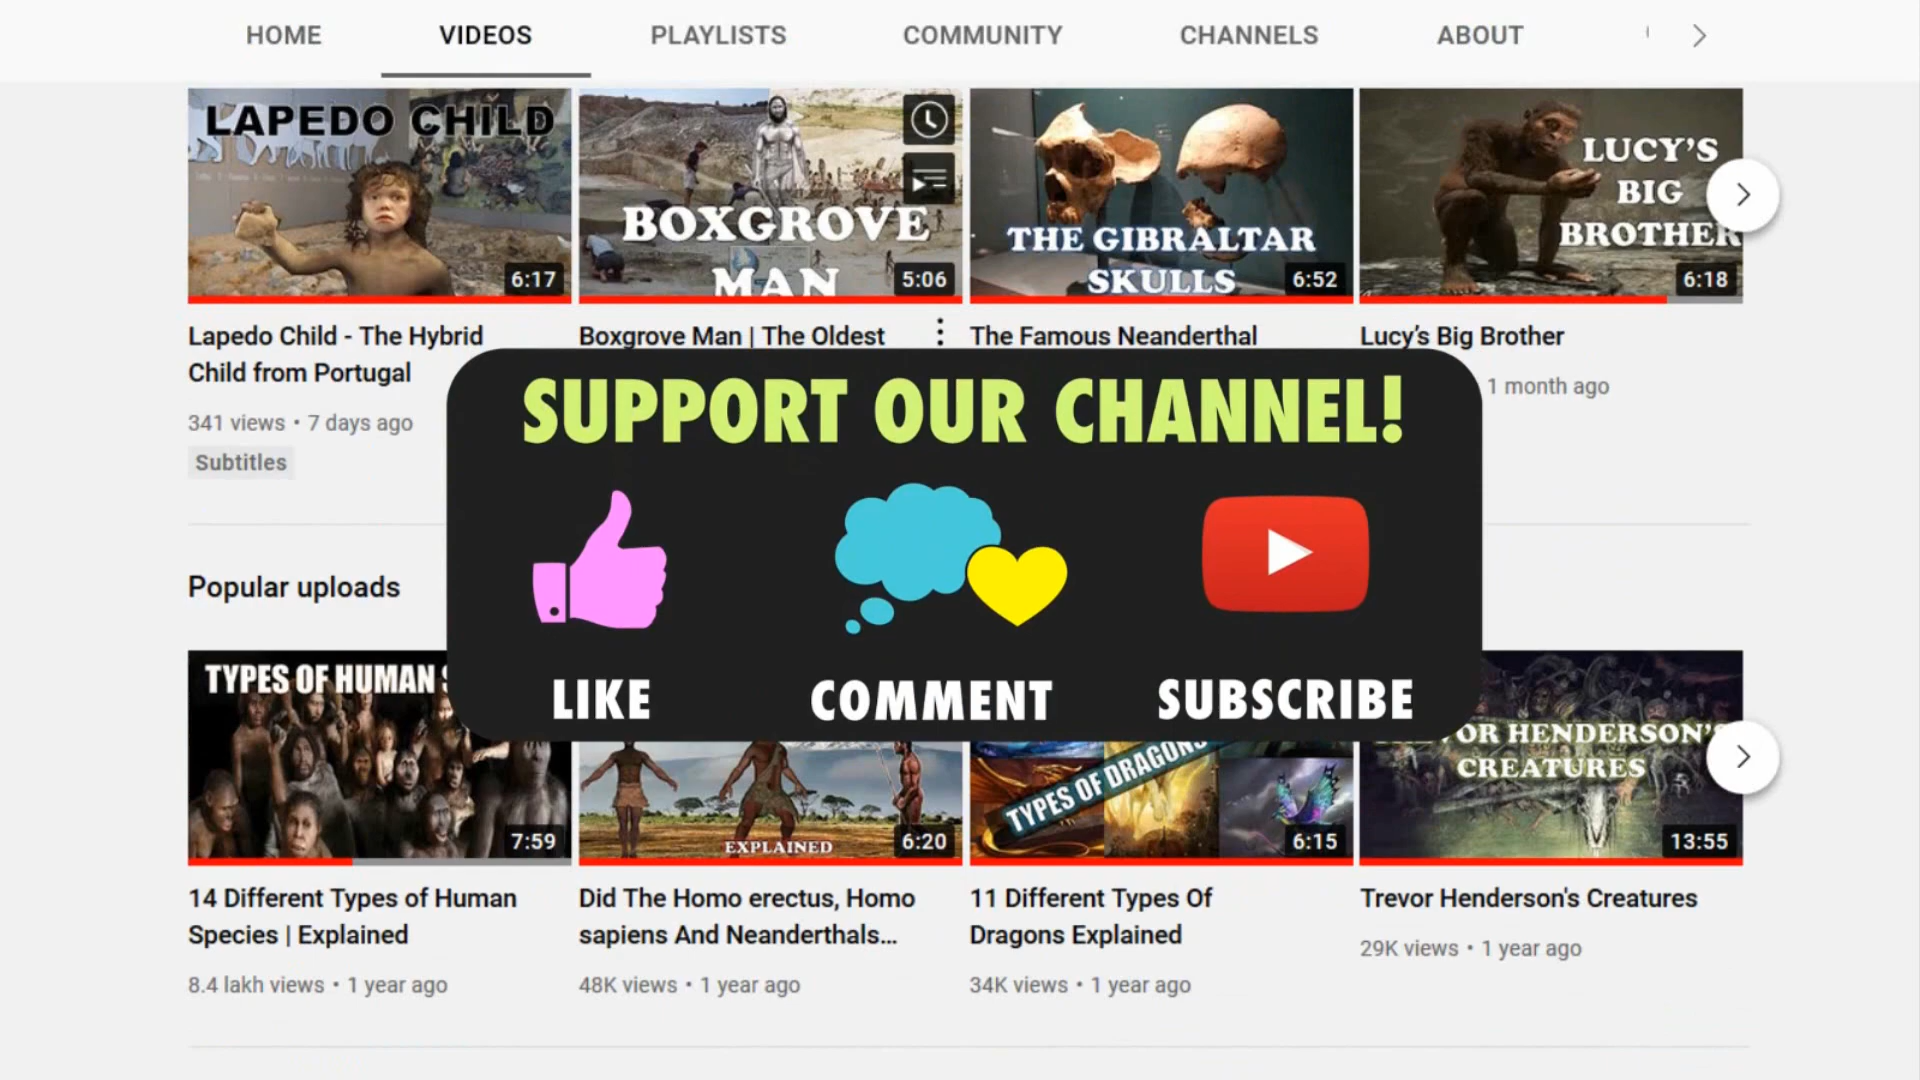 HOME VIDEOS PLAYLISTS COMMUNITY CHANNELS ABOUT
LAPEDO CHILD
6:17
BOXGROVE
MAN
5:06
THE GIBRALTAR
SKULLS
6:52
LUCY'S
BIG
BROTHER
6:18
Lapedo Child - The Hybrid
Child from Portugal
341 views • 7 days ago
Subtitles
Boxgrove Man | The Oldest
The Famous Neanderthal
Lucy's Big Brother
1 month ago
SUPPORT OUR CHANNEL!
LIKE COMMENT SUBSCRIBE
Popular uploads
TYPES OF HUMAN
7:59
EXPLAINED
6:20
TYPES OF DRAGONS
6:15
OR HENDERSON'S
CREATURES
13:55
14 Different Types of Human
Species | Explained
8.4 lakh views • 1 year ago
Did The Homo erectus, Homo
sapiens And Neanderthals...
48K views • 1 year ago
11 Different Types Of
Dragons Explained
34K views • 1 year ago
Trevor Henderson's Creatures
29K views • 1 year ago